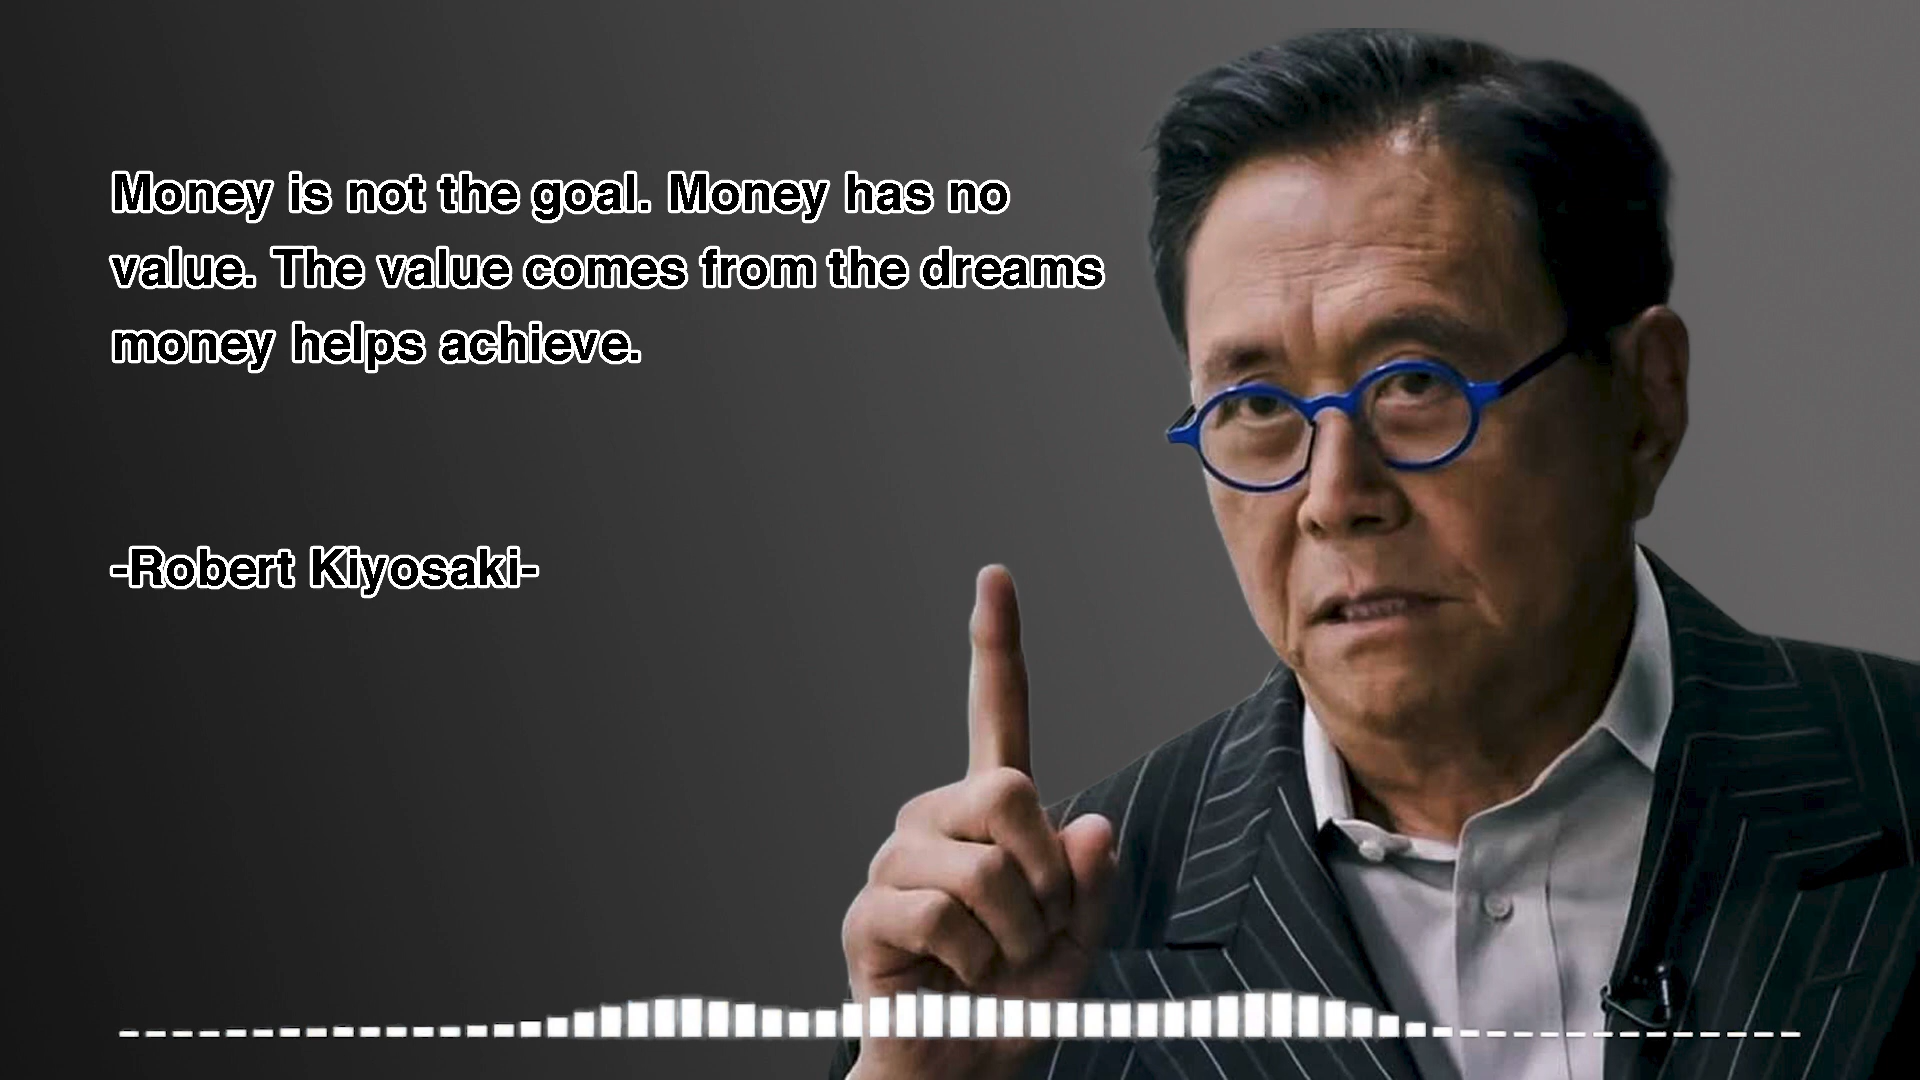 Money is not the goal. Money has no
value. The value comes from the dreams
money helps achieve.
-Robert Kiyosaki-